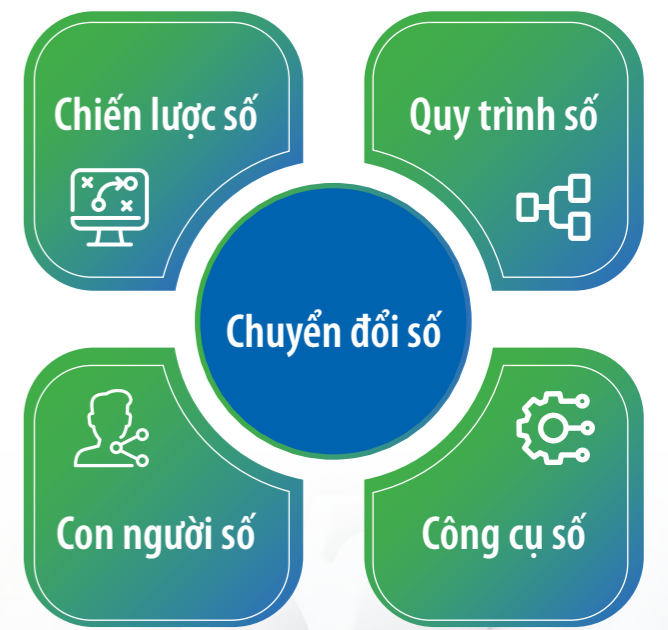 Chiến lược số
Quy trình số
Chuyển đổi số
Con người số
Công cụ số